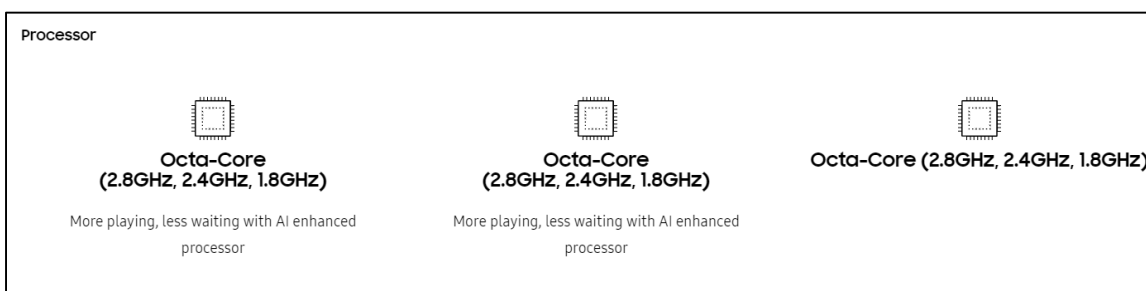 Processor
Octa-Core
(2.8GHz, 2.4GHz, 1.8GHz)
More playing, less waiting with AI enhanced
processor
Octa-Core
(2.8GHz, 2.4GHz, 1.8GHz)
More playing, less waiting with AI enhanced
processor
Octa-Core (2.8GHz, 2.4GHz, 1.8GHz)